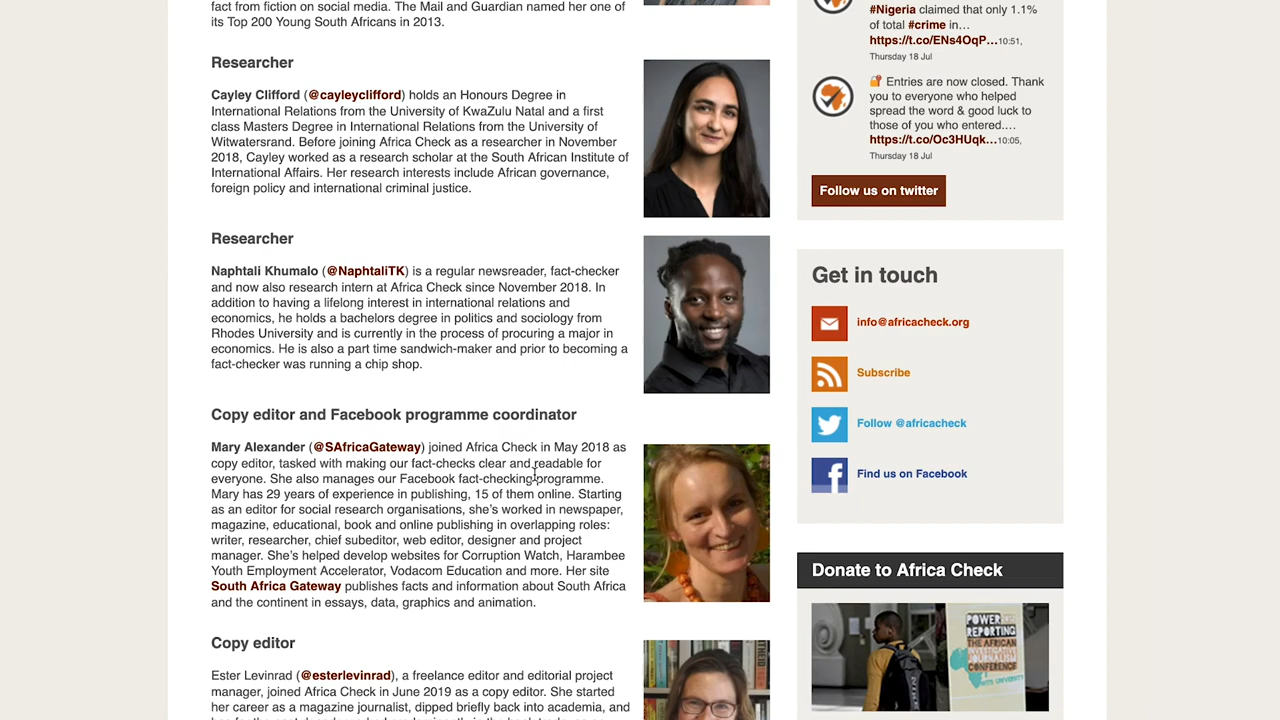 fact from fiction on social media. The Mail and Guardian named her one of
its Top 200 Young South Africans in 2013.
Researcher
Cayley Clifford (@cayleyclifford) holds an Honours Degree in
International Relations from the University of KwaZulu Natal and a first
class Masters Degree in International Relations from the University of
Witwatersrand. Before joining Africa Check as a researcher in November
2018, Cayley worked as a research scholar at the South African Institute of
International Affairs. Her research interests include African governance,
foreign policy and international criminal justice.
Researcher
Naphtali Khumalo (@NaphtaliTK) is a regular newsreader, fact-checker
and now also research intern at Africa Check since November 2018. In
addition to having a lifelong interest in international relations and
economics, he holds a bachelors degree in politics and sociology from
Rhodes University and is currently in the process of procuring a major in
economics. He is also a part time sandwich-maker and prior to becoming a
fact-checker was running a chip shop.
Copy editor and Facebook programme coordinator
Mary Alexander (@SAfricaGateway) joined Africa Check in May 2018 as
copy editor, tasked with making our fact-checks clear and readable for
everyone. She also manages our Facebook fact-checking programme.
Mary has 29 years of experience in publishing, 15 of them online. Starting
as an editor for social research organisations, she's worked in newspaper,
magazine, educational, book and online publishing in overlapping roles:
writer, researcher, chief subeditor, web editor, designer and project
manager. She's helped develop websites for Corruption Watch, Harambee
Youth Employment Accelerator, Vodacom Education and more. Her site
South Africa Gateway publishes facts and information about South Africa
and the continent in essays, data, graphics and animation.
Copy editor
Ester Levinrad (@esterlevinrad), a freelance editor and editorial project
manager, joined Africa Check in June 2019 as a copy editor. She started
her career as a magazine journalist, dipped briefly back into academia, and
#Nigeria claimed that only 1.1%
of total #crime in…
https://t.co/ENs4OqP…10:51,
Thursday 18 Jul
Entries are now closed. Thank
you to everyone who helped
spread the word & good luck to
those of you who entered.…
https://t.co/Oc3HUqk…10:05,
Thursday 18 Jul
Follow us on twitter
Get in touch
info@africacheck.org
Subscribe
Follow @africacheck
Find us on Facebook
Donate to Africa Check
POWER
REPORTING
THE AFRICAN
INVESTIGATIVE
JOURNALISM
CONFERENCE